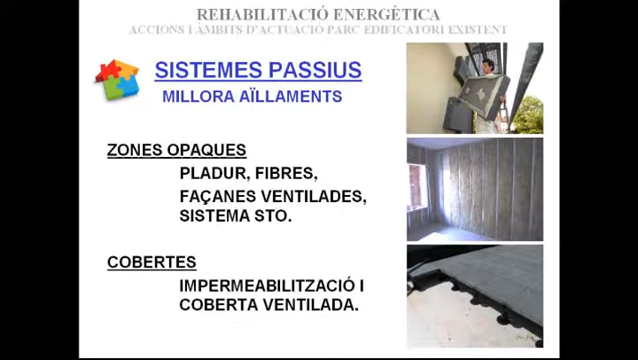 REHABILITACIÓ ENERGÈTICA
ACCIONS I ÀMBITS D'ACTUACIÓ PARC EDIFICATORI EXISTENT
SISTEMES PASSIUS
MILLORA AÏLLAMENTS
ZONES OPAQUES
PLADUR, FIBRES,
FAÇANES VENTILADES,
SISTEMA STO.
COBERTES
IMPERMEABILITZACIÓ I
COBERTA VENTILADA.